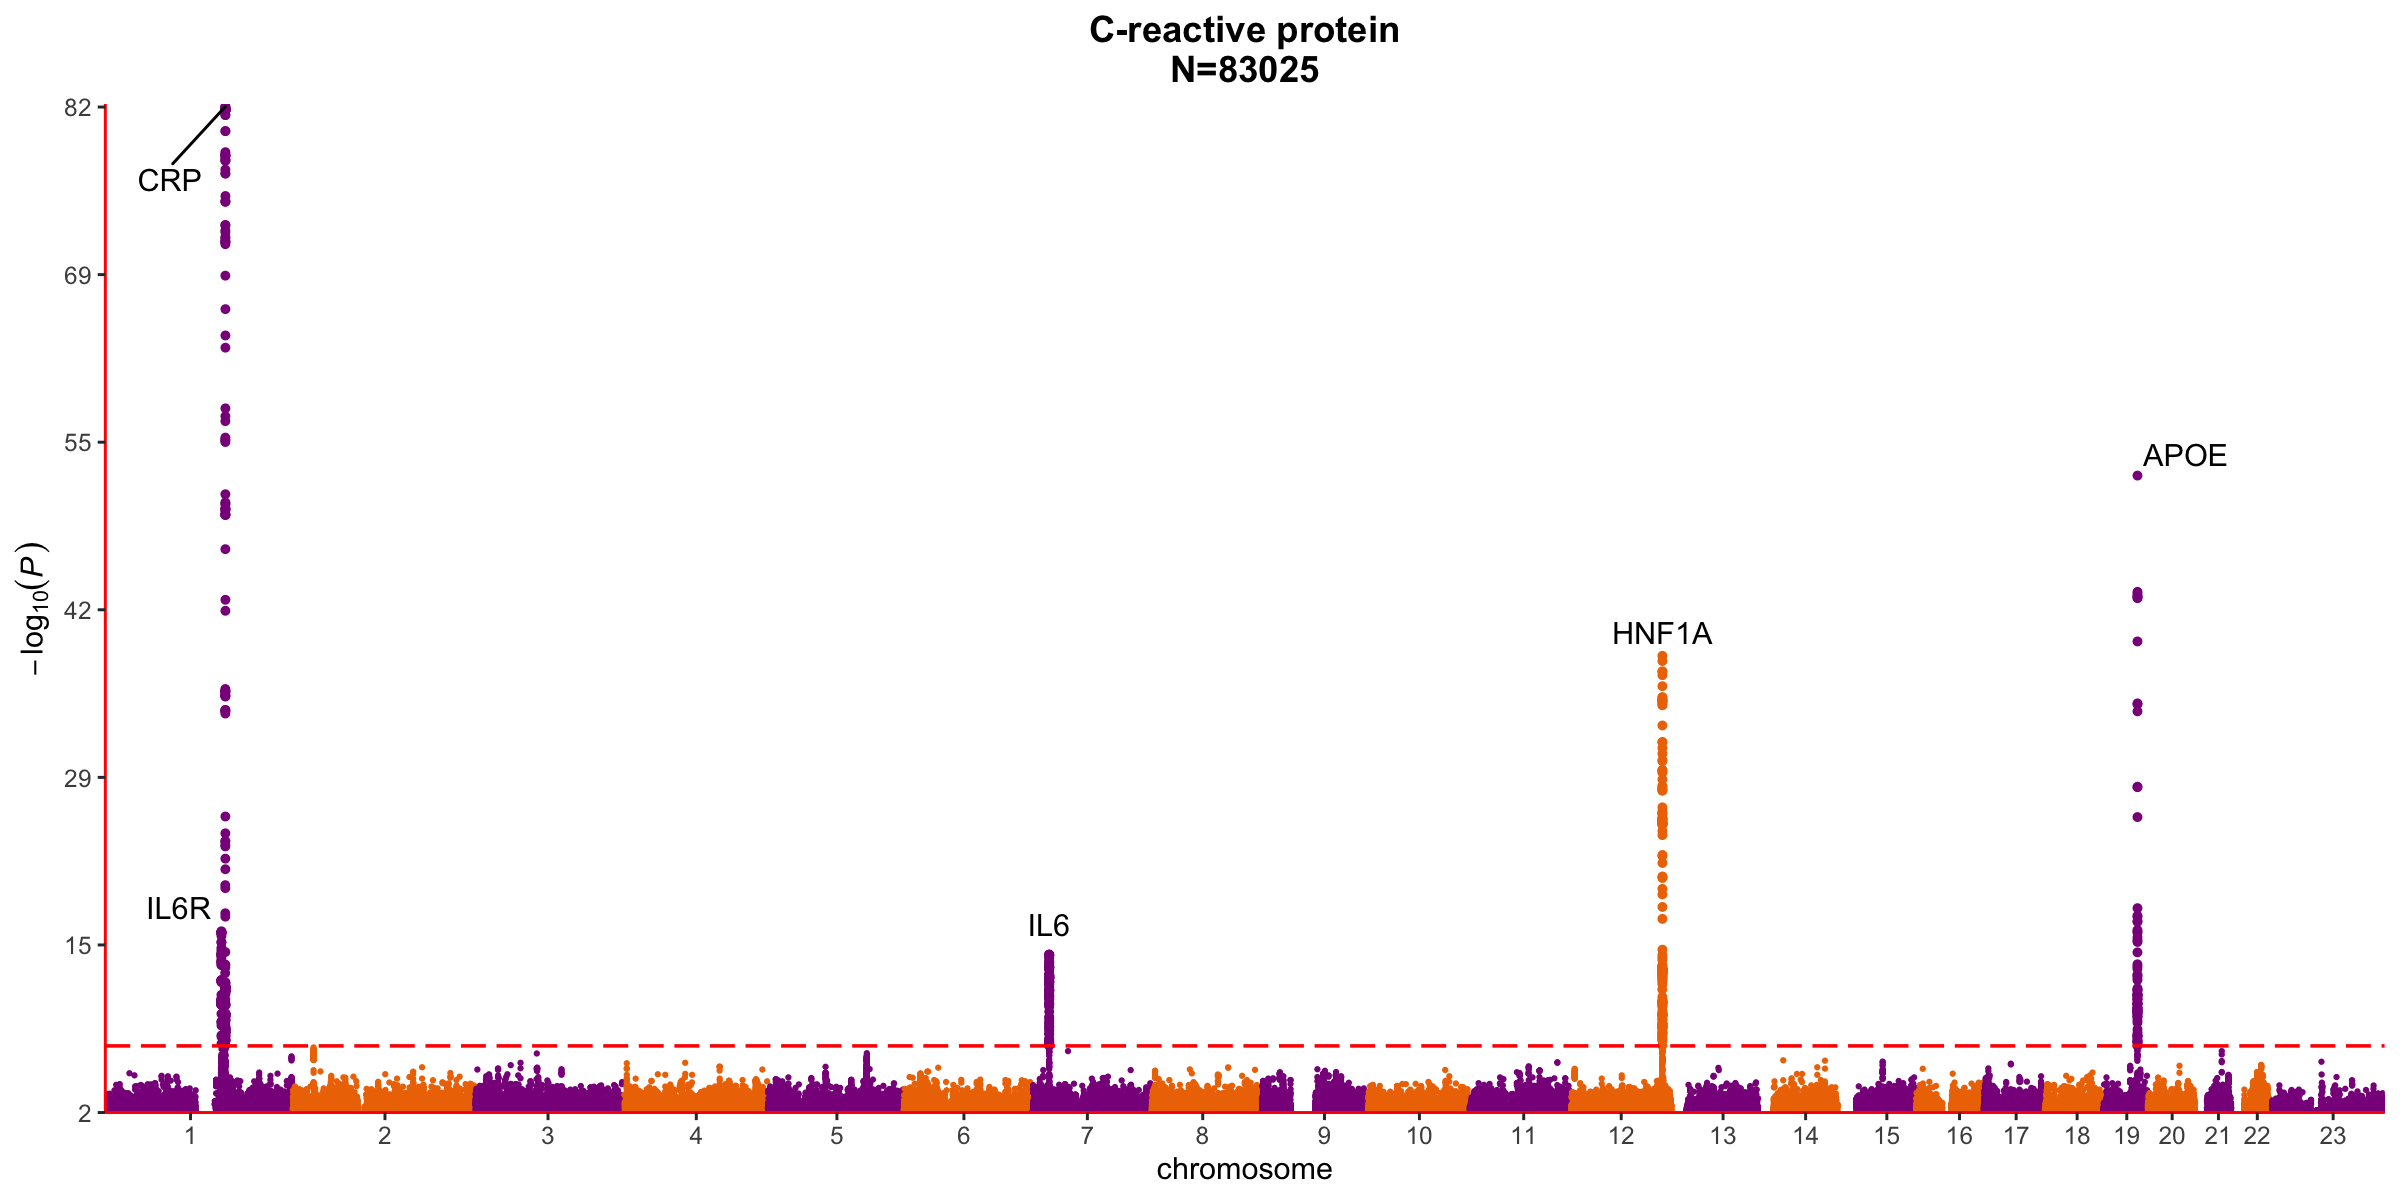 C-reactive protein
N=83025
82
CRP
69
55
APOE
42
HNF1A
29
IL6R
IL6
15
2
−log₁₀(P)
1 2 3 4 5 6 7 8 9 10 11 12 13 14 15 16 17 18 19 20 21 22 23
chromosome